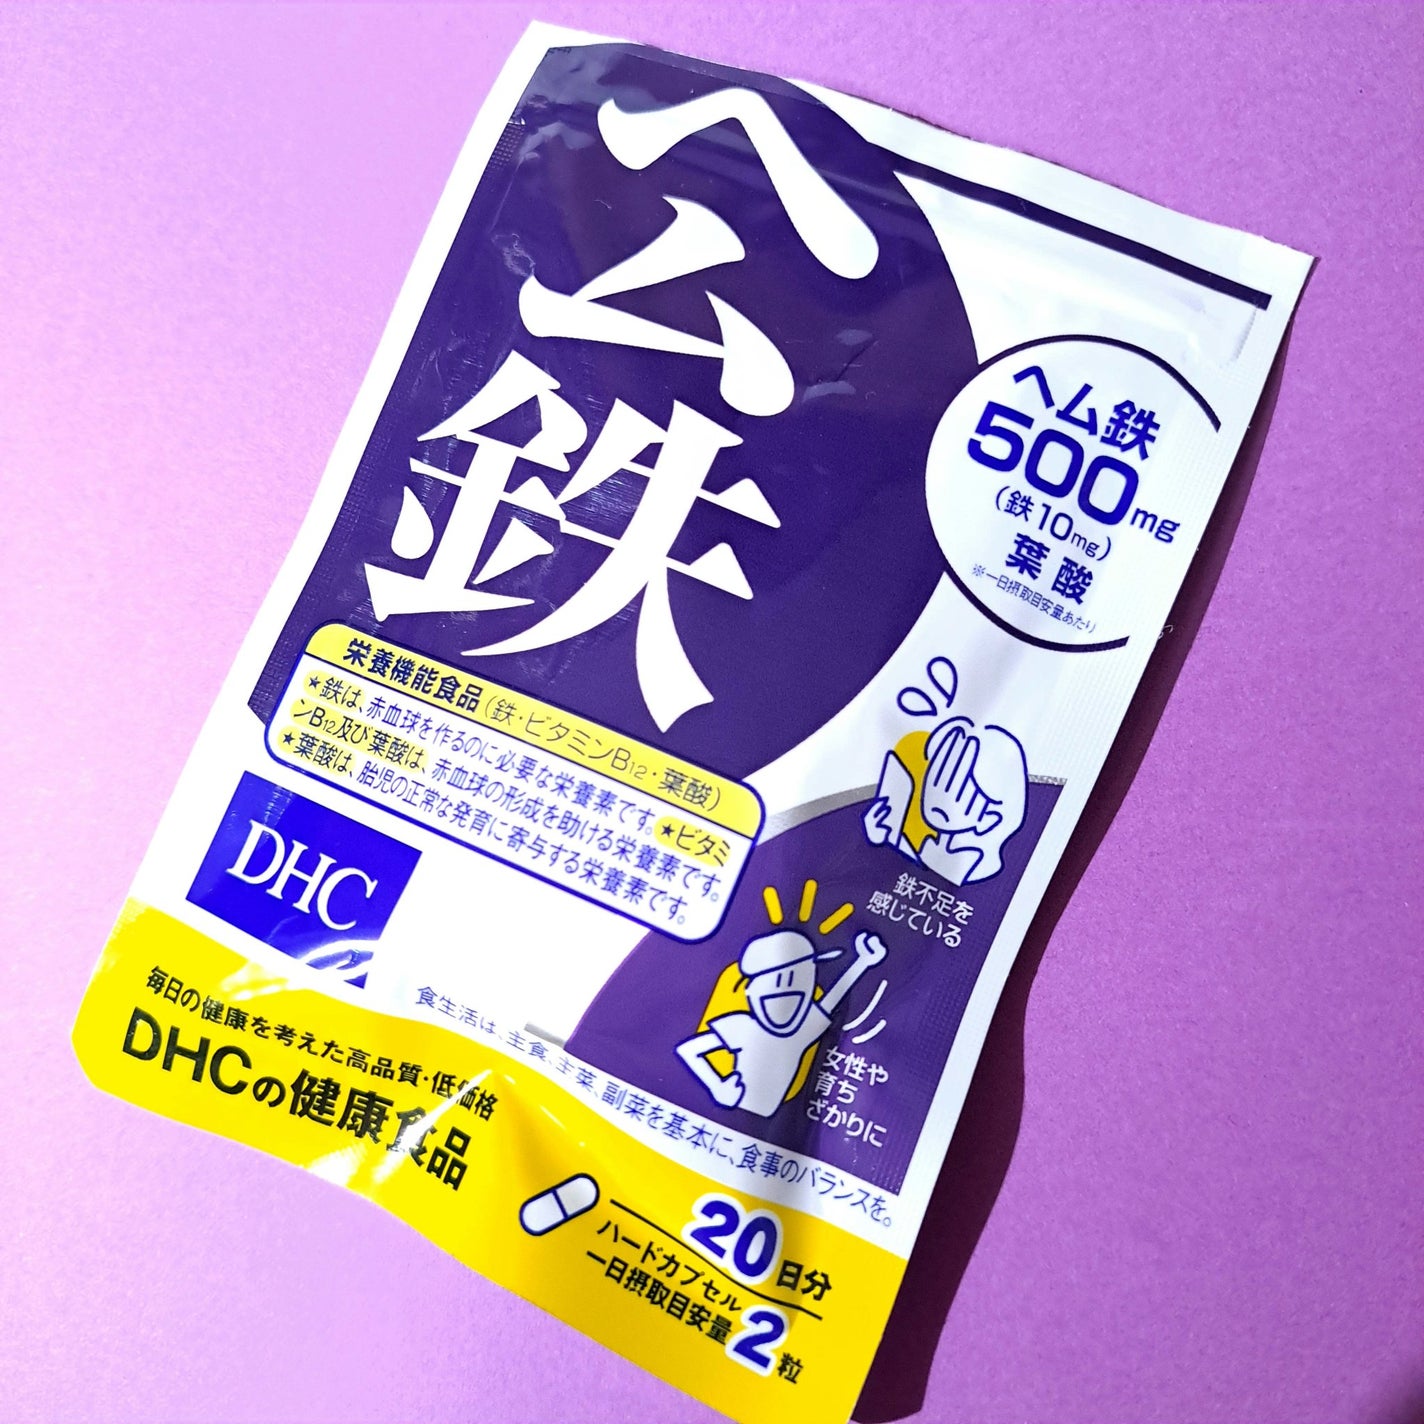 ヘム鉄
ヘム鉄
500mg
(鉄10mg)
葉酸
※一日摂取目安量あたり
栄養機能食品(鉄・ビタミンB12・葉酸)
★鉄は、赤血球を作るのに必要な栄養素です。★ビタミ
ンB12及び葉酸は、赤血球の形成を助ける栄養素です。
★葉酸は、胎児の正常な発育に寄与する栄養素です。
鉄不足を
感じている
女性や
育ち
ざかりに
DHC
食生活は、主食、主菜、副菜を基本に、食事のバランスを。
毎日の健康を考えた高品質・低価格
DHCの健康食品
20日分
ハードカプセル
一日摂取目安量2粒